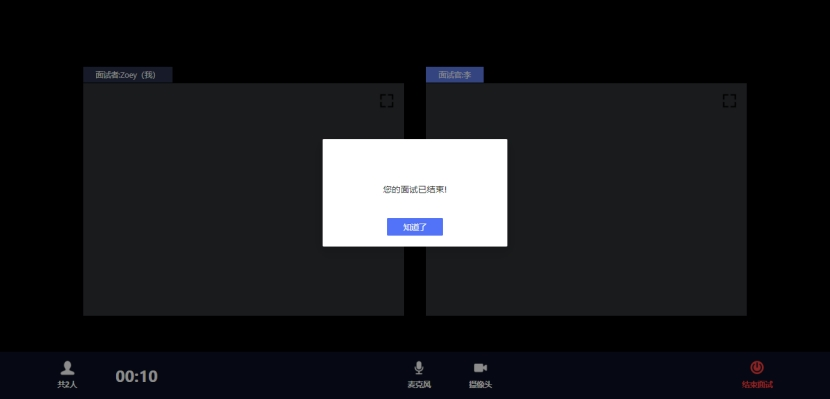 面试者:Zoey（我）
面试官:李
您的面试已结束!
知道了
共2人
00:10
麦克风
摄像头
结束面试